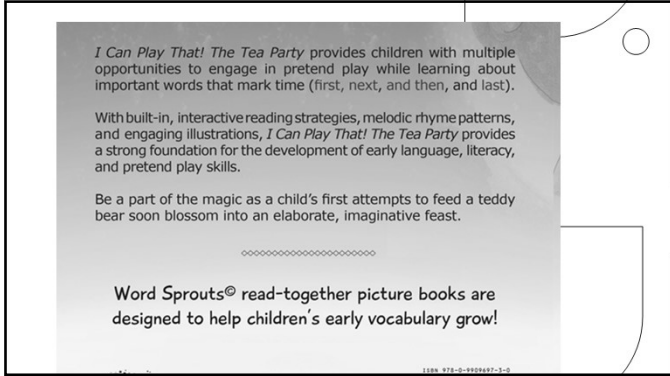 I Can Play That! The Tea Party provides children with multiple
opportunities to engage in pretend play while learning about
important words that mark time (first, next, and then, and last).
With built-in, interactive reading strategies, melodic rhyme patterns,
and engaging illustrations, I Can Play That! The Tea Party provides
a strong foundation for the development of early language, literacy,
and pretend play skills.
Be a part of the magic as a child's first attempts to feed a teddy
bear soon blossom into an elaborate, imaginative feast.
Word Sprouts© read-together picture books are
designed to help children's early vocabulary grow!
ISBN 978-0-9909697-3-0